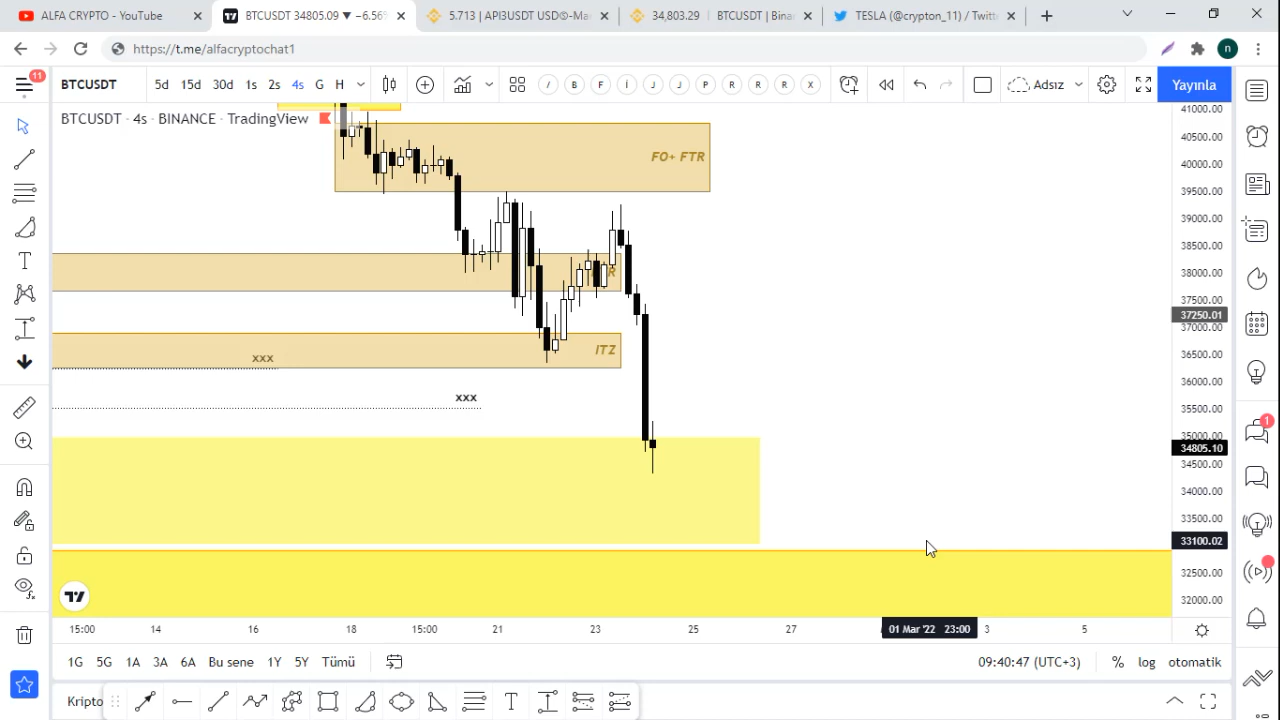 ALFA CRYPTO - YouTube
BTCUSDT 34805.09 ▼ −6.56%
5.713 | API3USDT USDⓈ-Ma
34,803.29 | BTCUSDT | Bin
TESLA (@crypton_11) / Twitt
https://t.me/alfacryptochat1
n
11
BTCUSDT
5d 15d 30d 1s 2s 4s G H
B F İ J J P R R R X
Adsız
Yayınla
BTCUSDT · 4s · BINANCE · TradingView
FO+ FTR
ITZ
xxx
xxx
41000.00
40500.00
40000.00
39500.00
39000.00
38500.00
38000.00
37500.00
37250.01
37000.00
36500.00
36000.00
35500.00
35000.00
34805.10
34500.00
34000.00
33500.00
33100.02
32500.00
32000.00
1
15:00 14 16 18 15:00 21 23 25 27 01 Mar '22 23:00 3 5
1G 5G 1A 3A 6A Bu sene 1Y 5Y Tümü
09:40:47 (UTC+3) % log otomatik
Kripto
T